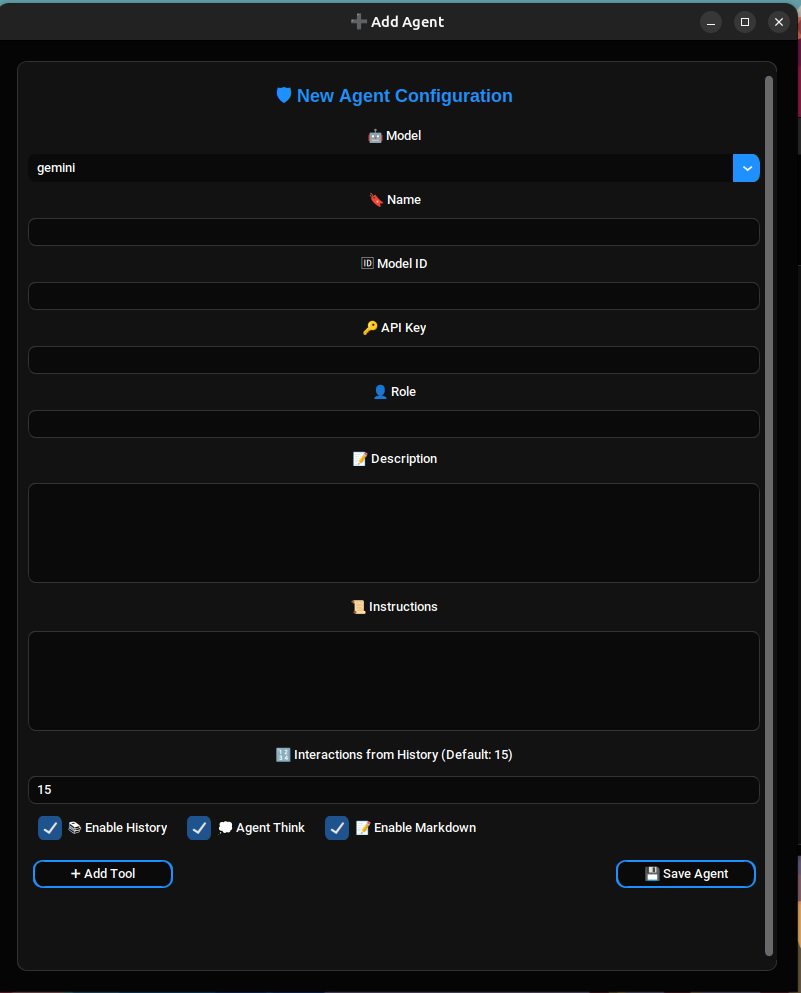 ➕ Add Agent
🛡 New Agent Configuration
🤖 Model
gemini
🔖 Name
🆔 Model ID
🔑 API Key
👤 Role
📝 Description
📜 Instructions
🔢 Interactions from History (Default: 15)
15
📚 Enable History 💭 Agent Think 📝 Enable Markdown
+ Add Tool 💾 Save Agent